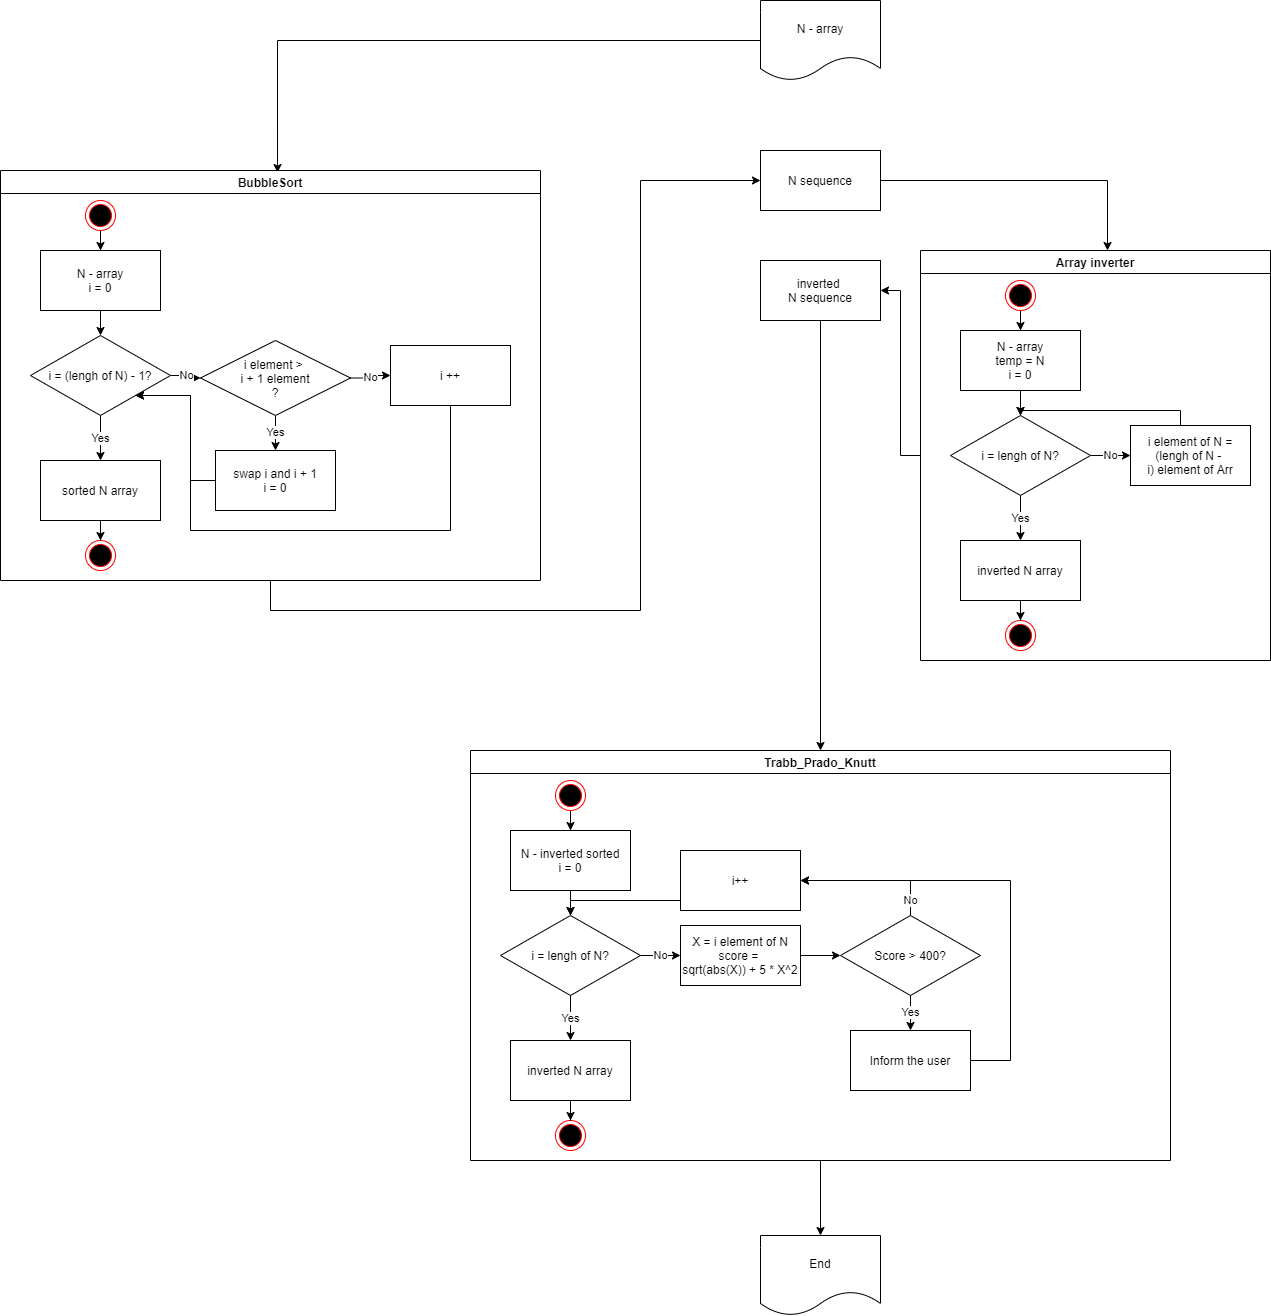 N - array
BubbleSort
N - array
i = 0
i = (lengh of N) - 1?
No
i element >
i + 1 element
?
No
i ++
Yes
Yes
swap i and i + 1
i = 0
sorted N array
N sequence
inverted
N sequence
Array inverter
N - array
temp = N
i = 0
i = lengh of N?
No
i element of N =
(lengh of N -
i) element of Arr
Yes
inverted N array
Trabb_Prado_Knutt
N - inverted sorted
i = 0
i++
No
i = lengh of N?
No
X = i element of N
score =
sqrt(abs(X)) + 5 * X^2
Score > 400?
Yes
Yes
Inform the user
inverted N array
End